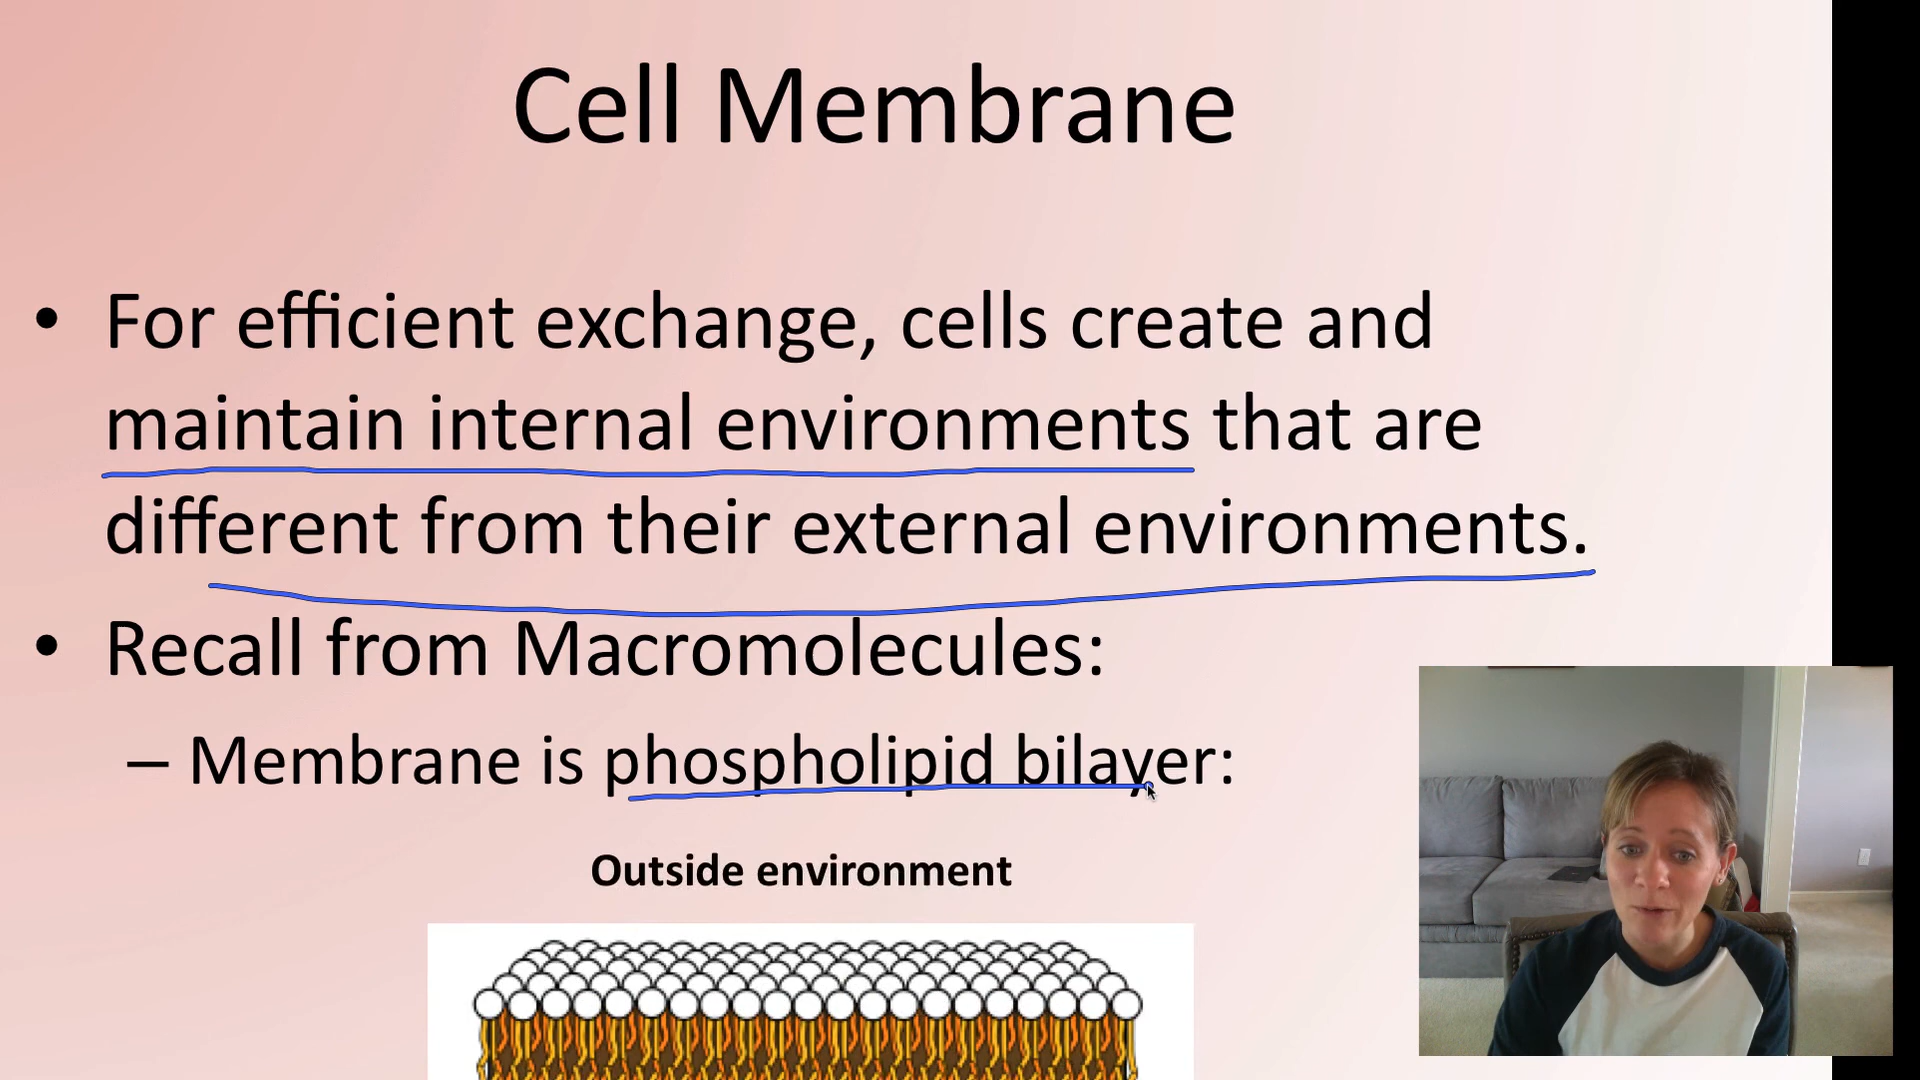 Cell Membrane
• For efficient exchange, cells create and
maintain internal environments that are
different from their external environments.
• Recall from Macromolecules:
– Membrane is phospholipid bilayer:
Outside environment